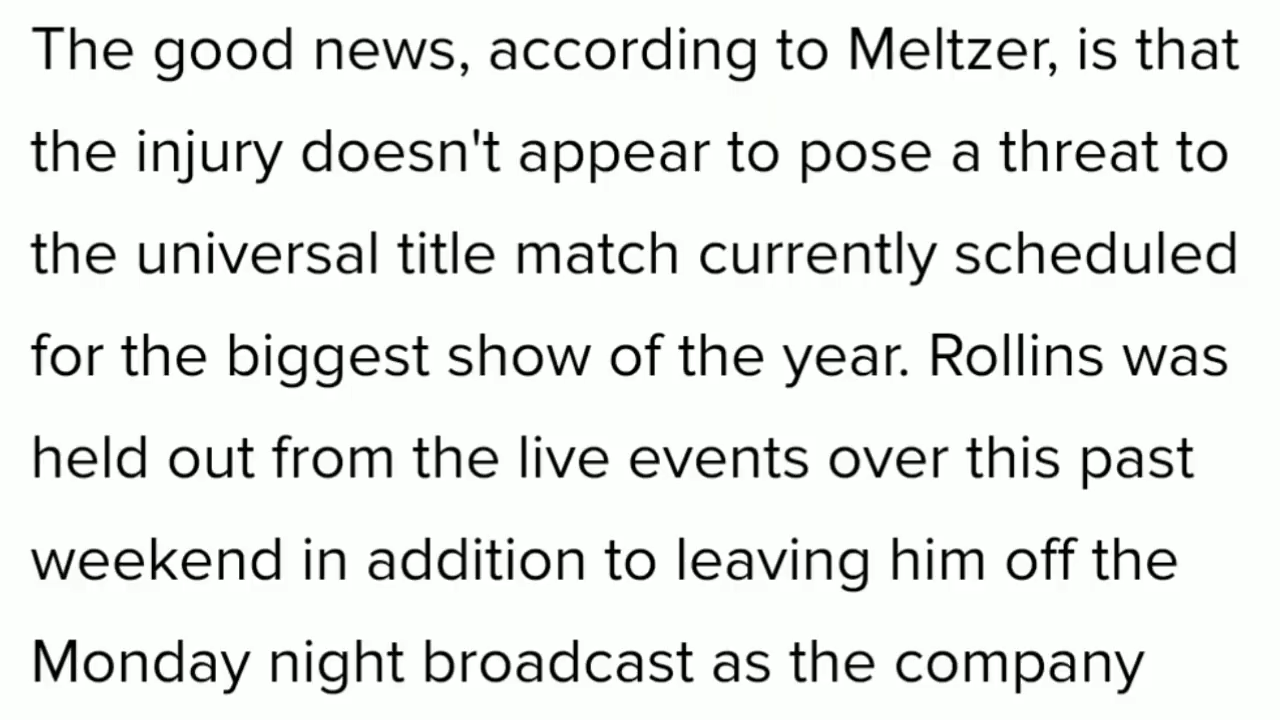 The good news, according to Meltzer, is that
the injury doesn't appear to pose a threat to
the universal title match currently scheduled
for the biggest show of the year. Rollins was
held out from the live events over this past
weekend in addition to leaving him off the
Monday night broadcast as the company